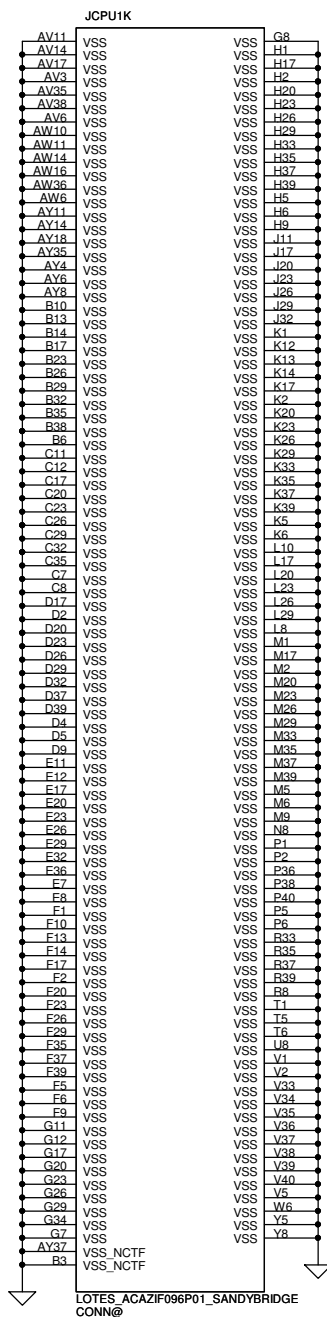 JCPU1K
AV11 VSS VSS G8
AV14 VSS VSS H1
AV17 VSS VSS H17
AV3 VSS VSS H2
AV35 VSS VSS H20
AV38 VSS VSS H23
AV6 VSS VSS H26
AW10 VSS VSS H29
AW11 VSS VSS H33
AW14 VSS VSS H35
AW16 VSS VSS H37
AW36 VSS VSS H39
AW6 VSS VSS H5
AY11 VSS VSS H6
AY14 VSS VSS H9
AY18 VSS VSS J11
AY35 VSS VSS J17
AY4 VSS VSS J20
AY6 VSS VSS J23
AY8 VSS VSS J26
B10 VSS VSS J29
B13 VSS VSS J32
B14 VSS VSS K1
B17 VSS VSS K12
B23 VSS VSS K13
B26 VSS VSS K14
B29 VSS VSS K17
B32 VSS VSS K2
B35 VSS VSS K20
B38 VSS VSS K23
B6 VSS VSS K26
C11 VSS VSS K29
C12 VSS VSS K33
C17 VSS VSS K35
C20 VSS VSS K37
C23 VSS VSS K39
C26 VSS VSS K5
C29 VSS VSS K6
C32 VSS VSS L10
C35 VSS VSS L17
C7 VSS VSS L20
C8 VSS VSS L23
D17 VSS VSS L26
D2 VSS VSS L29
D20 VSS VSS L8
D23 VSS VSS M1
D26 VSS VSS M17
D29 VSS VSS M2
D32 VSS VSS M20
D37 VSS VSS M23
D39 VSS VSS M26
D4 VSS VSS M29
D5 VSS VSS M33
D9 VSS VSS M35
E11 VSS VSS M37
E12 VSS VSS M39
E17 VSS VSS M5
E20 VSS VSS M6
E23 VSS VSS M9
E26 VSS VSS N8
E29 VSS VSS P1
E32 VSS VSS P2
E36 VSS VSS P36
E7 VSS VSS P38
E8 VSS VSS P40
F1 VSS VSS P5
F10 VSS VSS P6
F13 VSS VSS R33
F14 VSS VSS R35
F17 VSS VSS R37
F2 VSS VSS R39
F20 VSS VSS R8
F23 VSS VSS T1
F26 VSS VSS T5
F29 VSS VSS T6
F35 VSS VSS U8
F37 VSS VSS V1
F39 VSS VSS V2
F5 VSS VSS V33
F6 VSS VSS V34
F9 VSS VSS V35
G11 VSS VSS V36
G12 VSS VSS V37
G17 VSS VSS V38
G20 VSS VSS V39
G23 VSS VSS V40
G26 VSS VSS V5
G29 VSS VSS W6
G34 VSS VSS Y5
G7 VSS VSS Y8
AY37 VSS_NCTF
B3 VSS_NCTF
LOTES_ACAZIF096P01_SANDYBRIDGE
CONN@